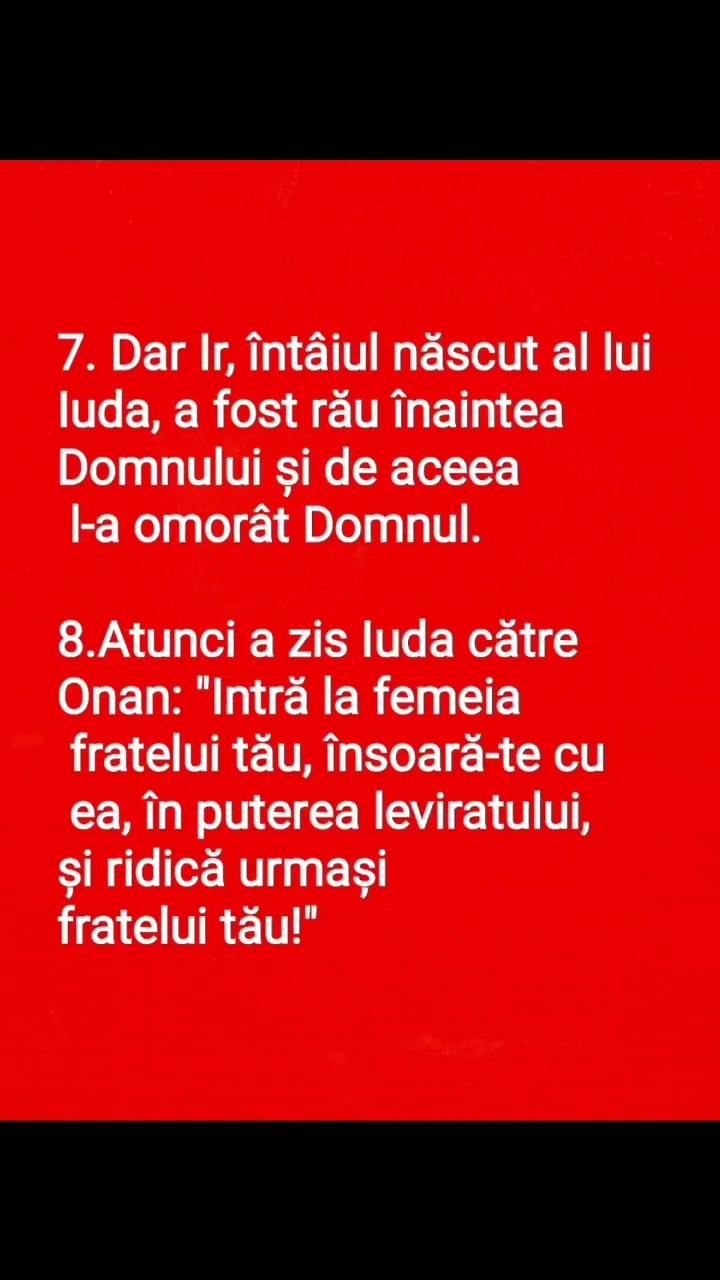 7. Dar Ir, întâiul născut al lui
Iuda, a fost rău înaintea
Domnului și de aceea
l-a omorât Domnul.
8.Atunci a zis Iuda către
Onan: "Intră la femeia
fratelui tău, însoară-te cu
ea, în puterea leviratului,
și ridică urmași
fratelui tău!"